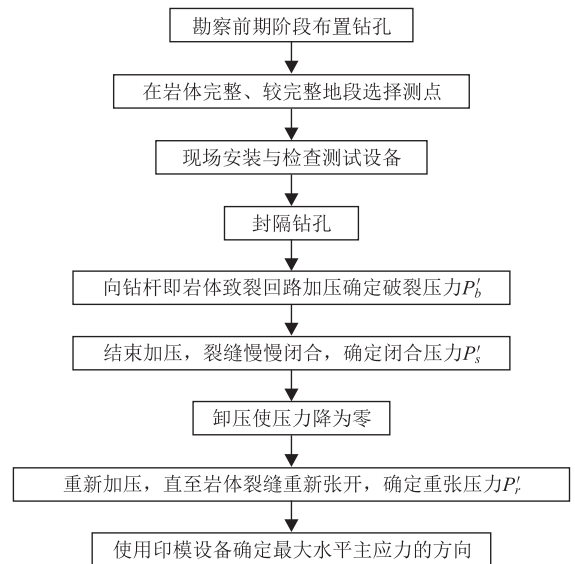 勘察前期阶段布置钻孔
在岩体完整、较完整地段选择测点
现场安装与检查测试设备
封隔钻孔
向钻杆即岩体致裂回路加压确定破裂压力P′b
结束加压，裂缝慢慢闭合，确定闭合压力P′s
卸压使压力降为零
重新加压，直至岩体裂缝重新张开，确定重张压力P′r
使用印模设备确定最大水平主应力的方向